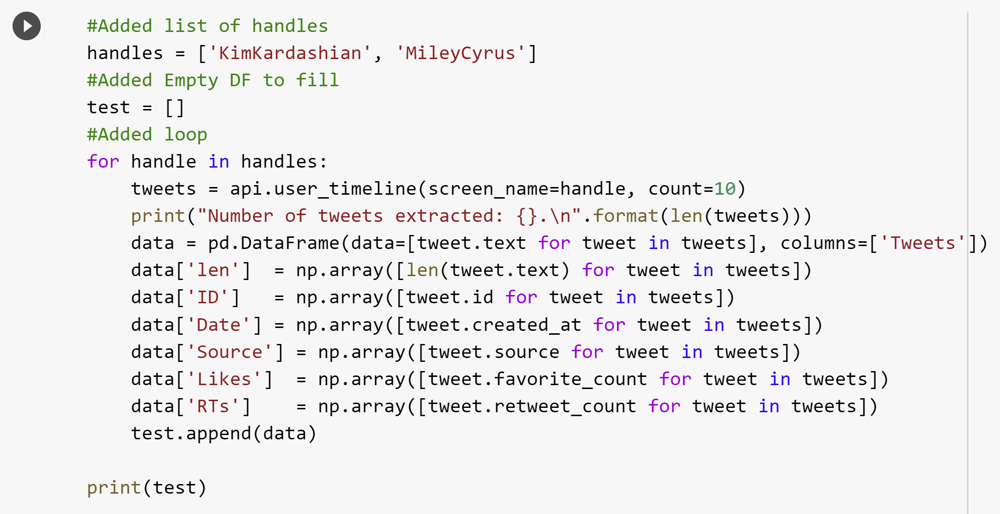 #Added list of handles
handles = ['KimKardashian', 'MileyCyrus']
#Added Empty DF to fill
test = []
#Added loop
for handle in handles:
    tweets = api.user_timeline(screen_name=handle, count=10)
    print("Number of tweets extracted: {}.\n".format(len(tweets)))
    data = pd.DataFrame(data=[tweet.text for tweet in tweets], columns=['Tweets'])
    data['len']  = np.array([len(tweet.text) for tweet in tweets])
    data['ID']   = np.array([tweet.id for tweet in tweets])
    data['Date'] = np.array([tweet.created_at for tweet in tweets])
    data['Source'] = np.array([tweet.source for tweet in tweets])
    data['Likes']  = np.array([tweet.favorite_count for tweet in tweets])
    data['RTs']    = np.array([tweet.retweet_count for tweet in tweets])
    test.append(data)

print(test)